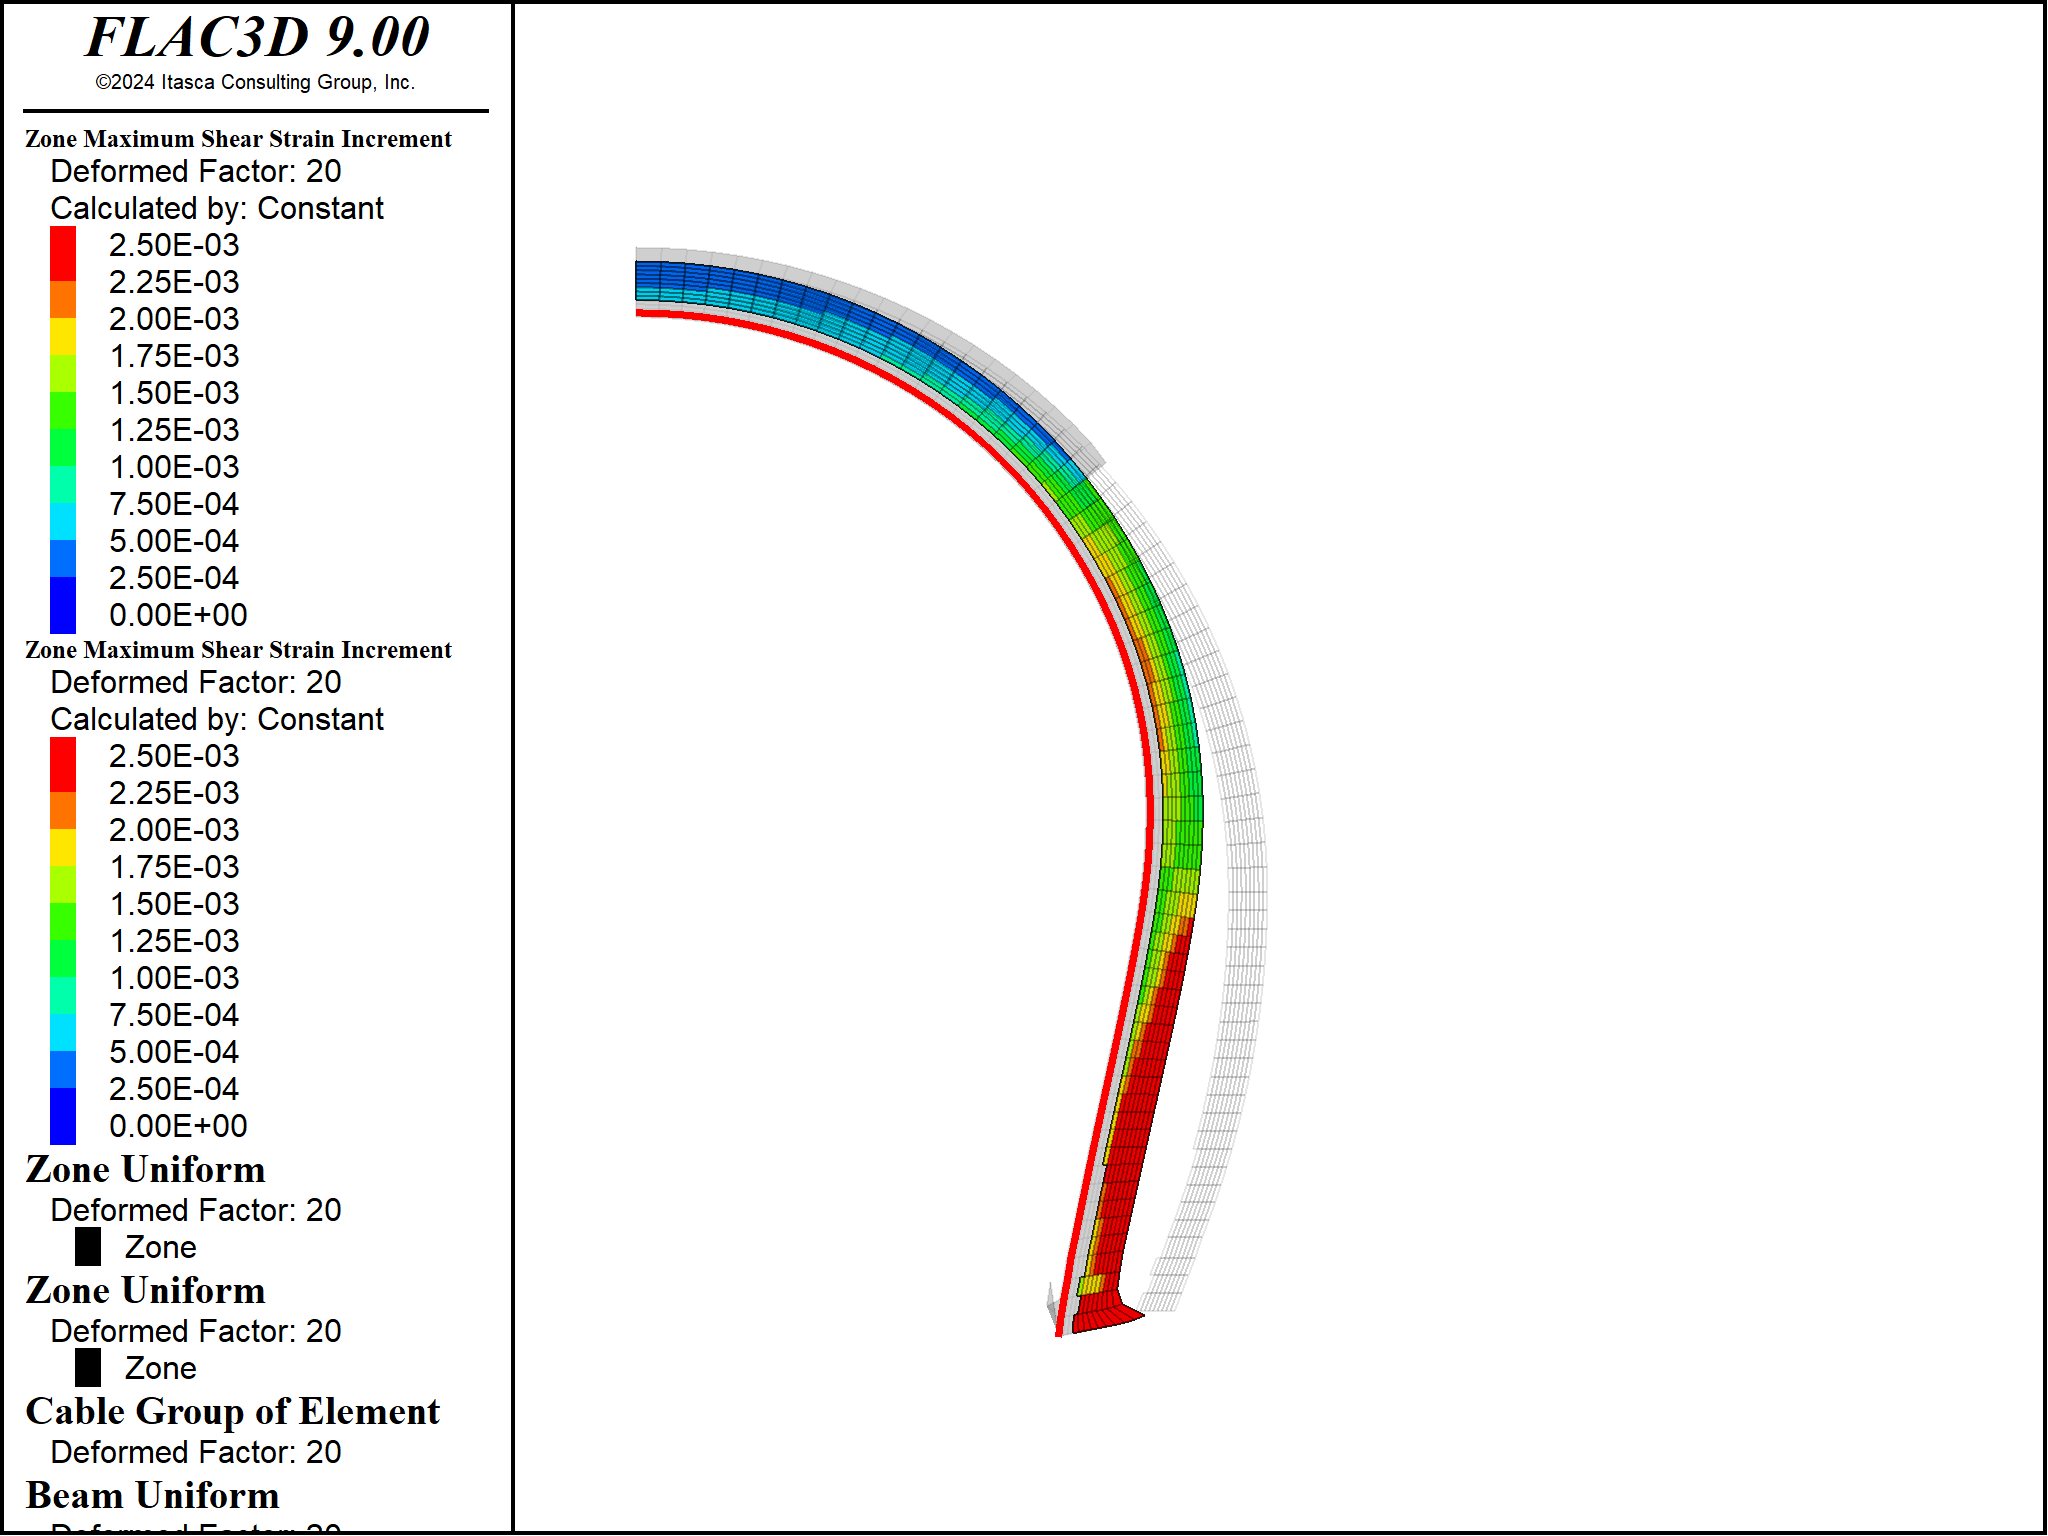 FLAC3D 9.00
©2024 Itasca Consulting Group, Inc.
Zone Maximum Shear Strain Increment
Deformed Factor: 20
Calculated by: Constant
2.50E-03
2.25E-03
2.00E-03
1.75E-03
1.50E-03
1.25E-03
1.00E-03
7.50E-04
5.00E-04
2.50E-04
0.00E+00
Zone Maximum Shear Strain Increment
Deformed Factor: 20
Calculated by: Constant
2.50E-03
2.25E-03
2.00E-03
1.75E-03
1.50E-03
1.25E-03
1.00E-03
7.50E-04
5.00E-04
2.50E-04
0.00E+00
Zone Uniform
Deformed Factor: 20
Zone
Zone Uniform
Deformed Factor: 20
Zone
Cable Group of Element
Deformed Factor: 20
Beam Uniform